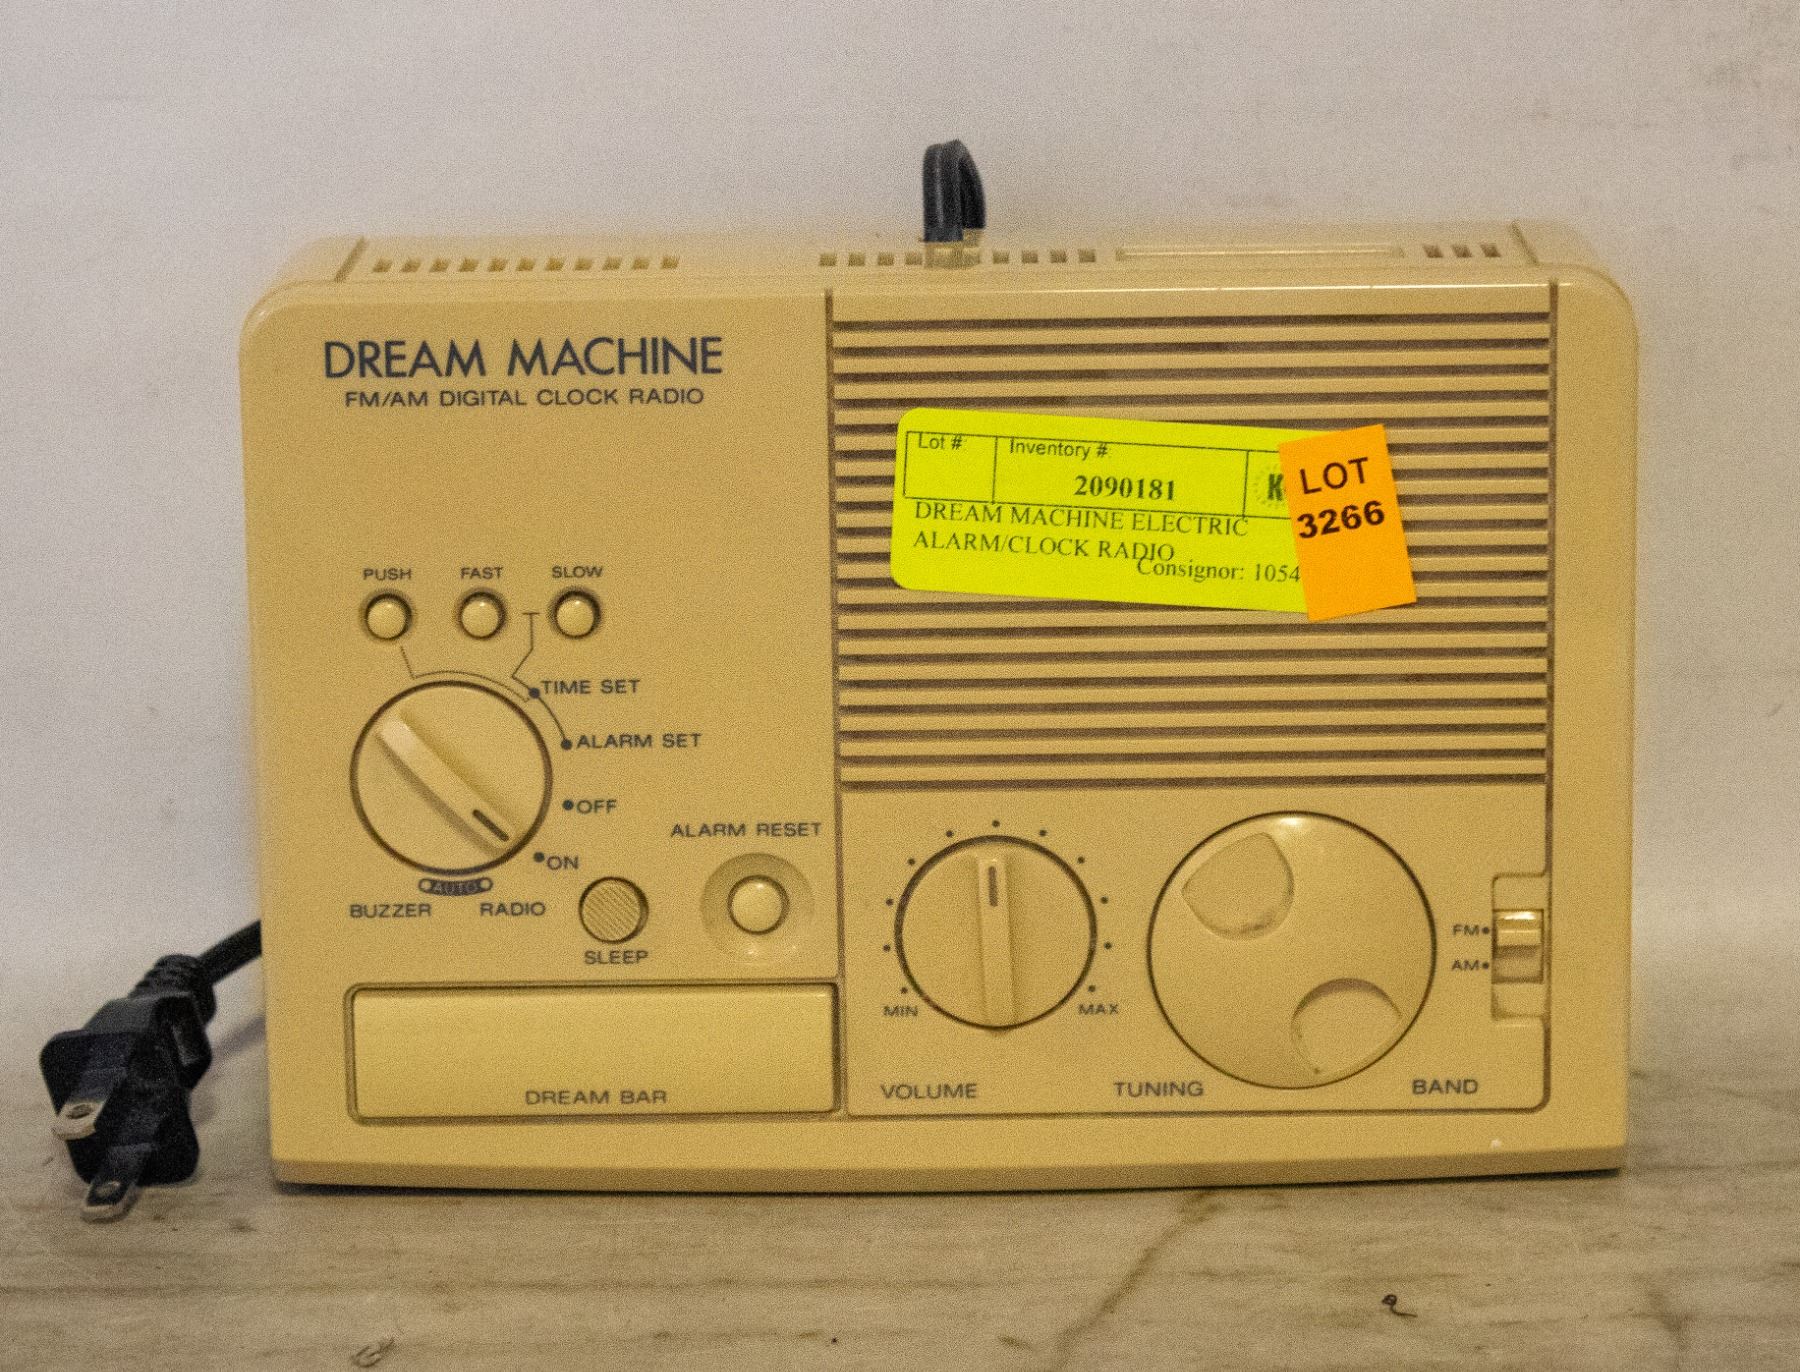 DREAM MACHINE
FM/AM DIGITAL CLOCK RADIO
Lot #
Inventory #
2090181
DREAM MACHINE ELECTRIC
ALARM/CLOCK RADIO
Consignor: 1054
LOT
3266
PUSH FAST SLOW
TIME SET
ALARM SET
OFF
ON
AUTO
BUZZER RADIO
SLEEP
ALARM RESET
DREAM BAR
MIN MAX
VOLUME
TUNING
FM
AM
BAND